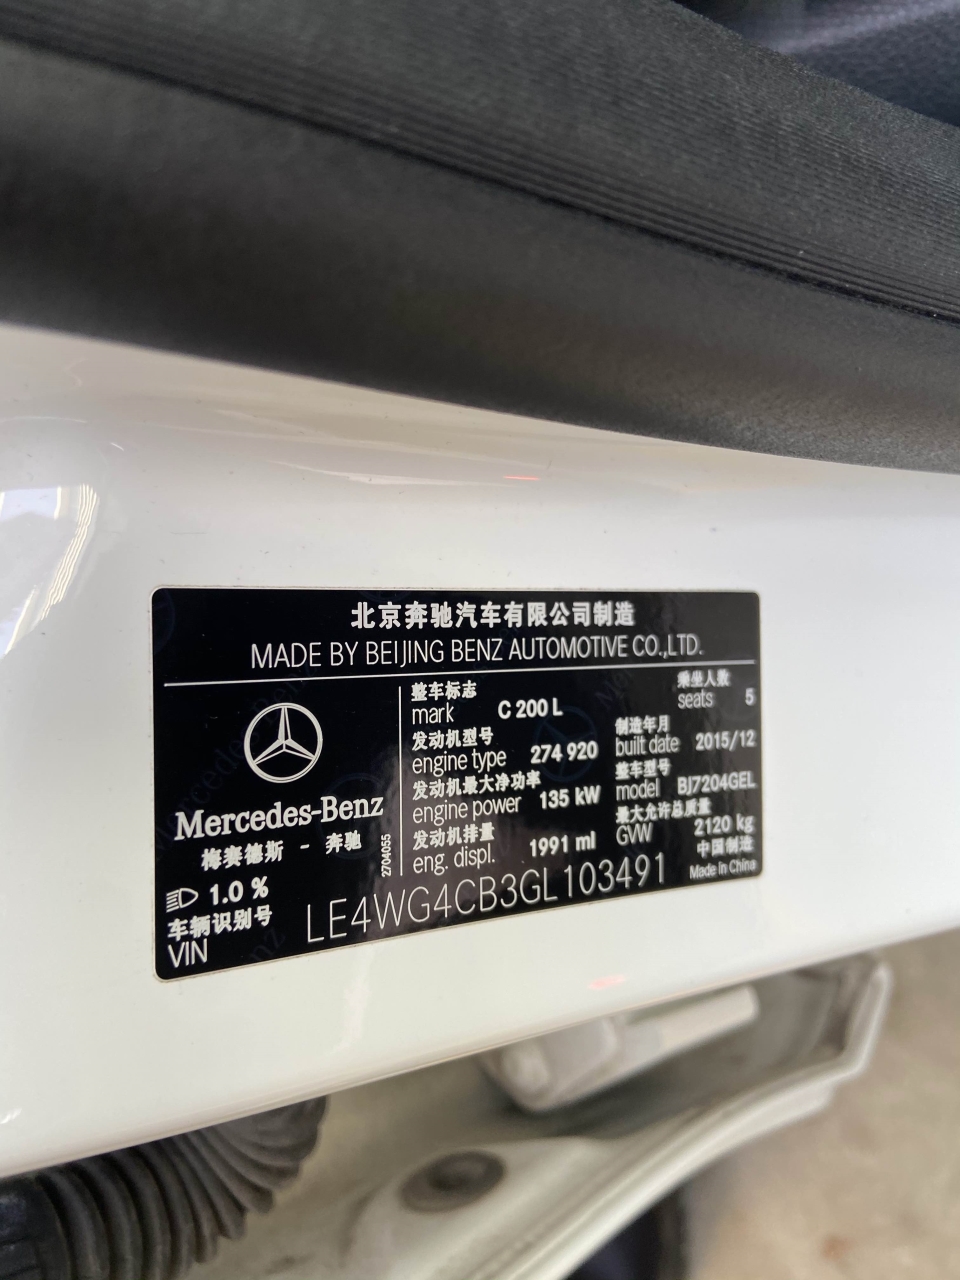 北京奔驰汽车有限公司制造
MADE BY BEIJING BENZ AUTOMOTIVE CO.,LTD.
Mercedes-Benz
梅赛德斯 - 奔驰
2704055
1.0 %
整车标志
mark C 200 L
乘坐人数
seats 5
发动机型号
engine type 274 920
制造年月
built date 2015/12
发动机最大净功率
engine power 135 kW
整车型号
model BJ7204GEL
发动机排量
eng. displ. 1991 ml
最大允许总质量
GVW 2120 kg
中国制造
Made in China
车辆识别号
VIN LE4WG4CB3GL103491